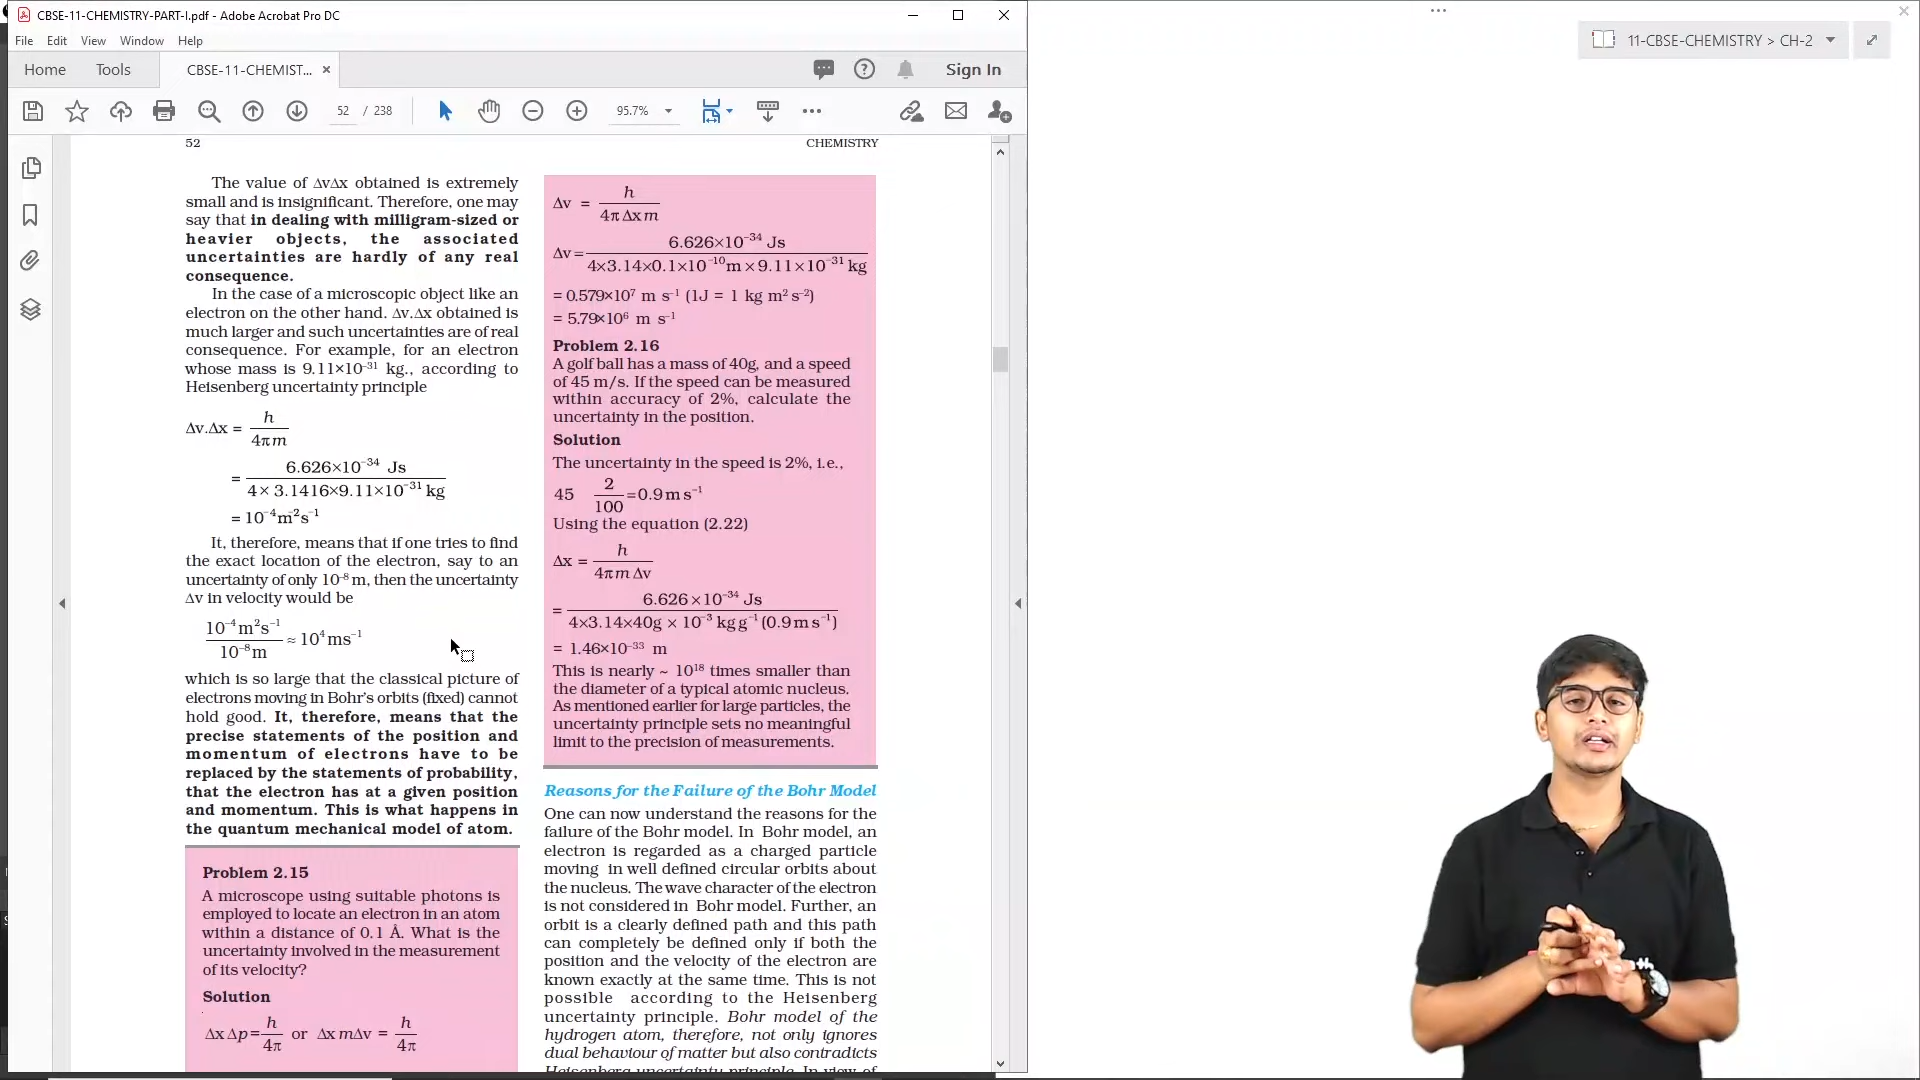 CBSE-11-CHEMISTRY-PART-I.pdf - Adobe Acrobat Pro DC
File Edit View Window Help
Home Tools CBSE-11-CHEMIST...
Sign In
52 / 238
95.7%
11-CBSE-CHEMISTRY > CH-2
52
CHEMISTRY
The value of ΔvΔx obtained is extremely
small and is insignificant. Therefore, one may
say that in dealing with milligram-sized or
heavier objects, the associated
uncertainties are hardly of any real
consequence.
In the case of a microscopic object like an
electron on the other hand. Δv.Δx obtained is
much larger and such uncertainties are of real
consequence. For example, for an electron
whose mass is 9.11×10⁻³¹ kg., according to
Heisenberg uncertainty principle
Δv.Δx = h
4πm
= 6.626×10⁻³⁴ Js
4× 3.1416×9.11×10⁻³¹ kg
= 10⁻⁴m⁻²s⁻¹
It, therefore, means that if one tries to find
the exact location of the electron, say to an
uncertainty of only 10⁻⁸ m, then the uncertainty
Δv in velocity would be
10⁻⁴m²s⁻¹
10⁻⁸m
≈ 10⁴ms⁻¹
which is so large that the classical picture of
electrons moving in Bohr's orbits (fixed) cannot
hold good. It, therefore, means that the
precise statements of the position and
momentum of electrons have to be
replaced by the statements of probability,
that the electron has at a given position
and momentum. This is what happens in
the quantum mechanical model of atom.
Problem 2.15
A microscope using suitable photons is
employed to locate an electron in an atom
within a distance of 0.1 Å. What is the
uncertainty involved in the measurement
of its velocity?
Solution
Δx Δp = h/4π or Δx mΔv = h/4π
Δv = h
4πΔxm
Δv = 6.626×10⁻³⁴ Js
4×3.14×0.1×10⁻¹⁰m×9.11×10⁻³¹ kg
= 0.579×10⁷ m s⁻¹ (1J = 1 kg m² s⁻²)
= 5.79×10⁶ m s⁻¹
Problem 2.16
A golf ball has a mass of 40g, and a speed
of 45 m/s. If the speed can be measured
within accuracy of 2%, calculate the
uncertainty in the position.
Solution
The uncertainty in the speed is 2%, i.e.,
45 2/100 = 0.9 m s⁻¹
Using the equation (2.22)
Δx = h
4πm Δv
= 6.626×10⁻³⁴ Js
4×3.14×40g × 10⁻³ kg g⁻¹ (0.9 m s⁻¹)
= 1.46×10⁻³³ m
This is nearly ~ 10¹⁸ times smaller than
the diameter of a typical atomic nucleus.
As mentioned earlier for large particles, the
uncertainty principle sets no meaningful
limit to the precision of measurements.
Reasons for the Failure of the Bohr Model
One can now understand the reasons for the
failure of the Bohr model. In Bohr model, an
electron is regarded as a charged particle
moving in well defined circular orbits about
the nucleus. The wave character of the electron
is not considered in Bohr model. Further, an
orbit is a clearly defined path and this path
can completely be defined only if both the
position and the velocity of the electron are
known exactly at the same time. This is not
possible according to the Heisenberg
uncertainty principle. Bohr model of the
hydrogen atom, therefore, not only ignores
dual behaviour of matter but also contradicts
Heisenberg uncertainty principle. In view of